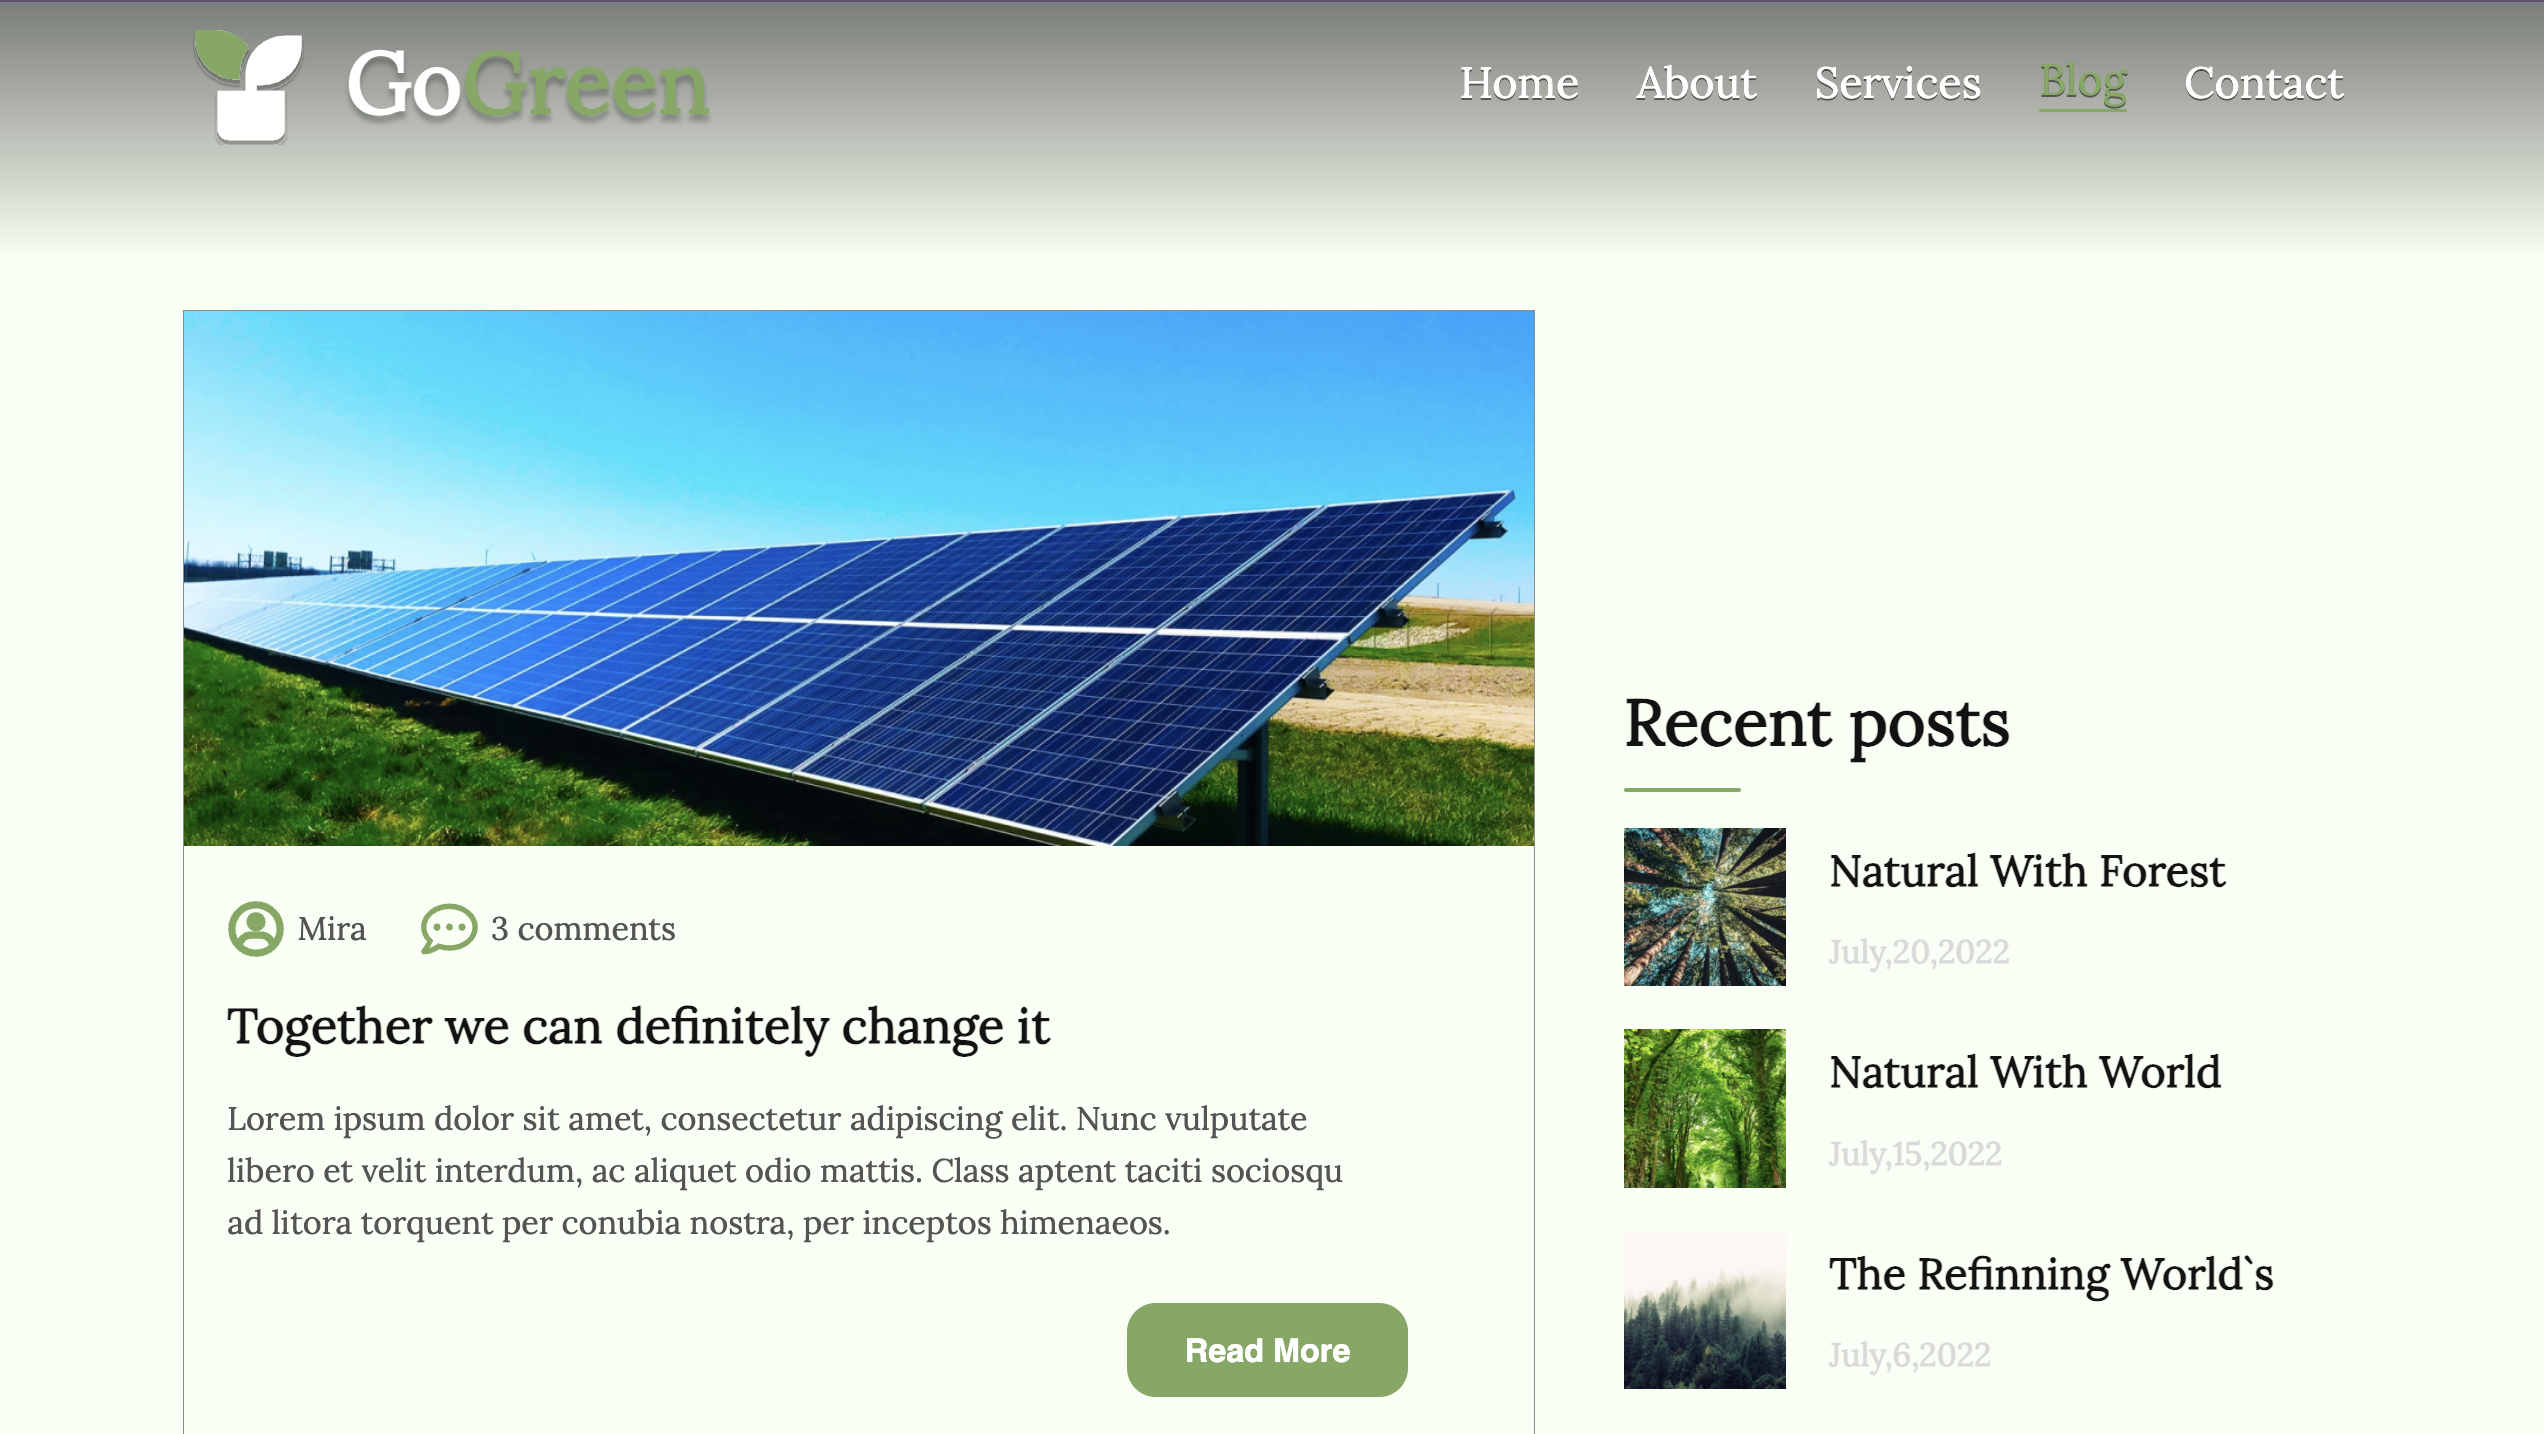 GoGreen
Home About Services Blog Contact
Mira 3 comments
Together we can definitely change it
Lorem ipsum dolor sit amet, consectetur adipiscing elit. Nunc vulputate
libero et velit interdum, ac aliquet odio mattis. Class aptent taciti sociosqu
ad litora torquent per conubia nostra, per inceptos himenaeos.
Read More
Recent posts
Natural With Forest
July,20,2022
Natural With World
July,15,2022
The Refinning World`s
July,6,2022